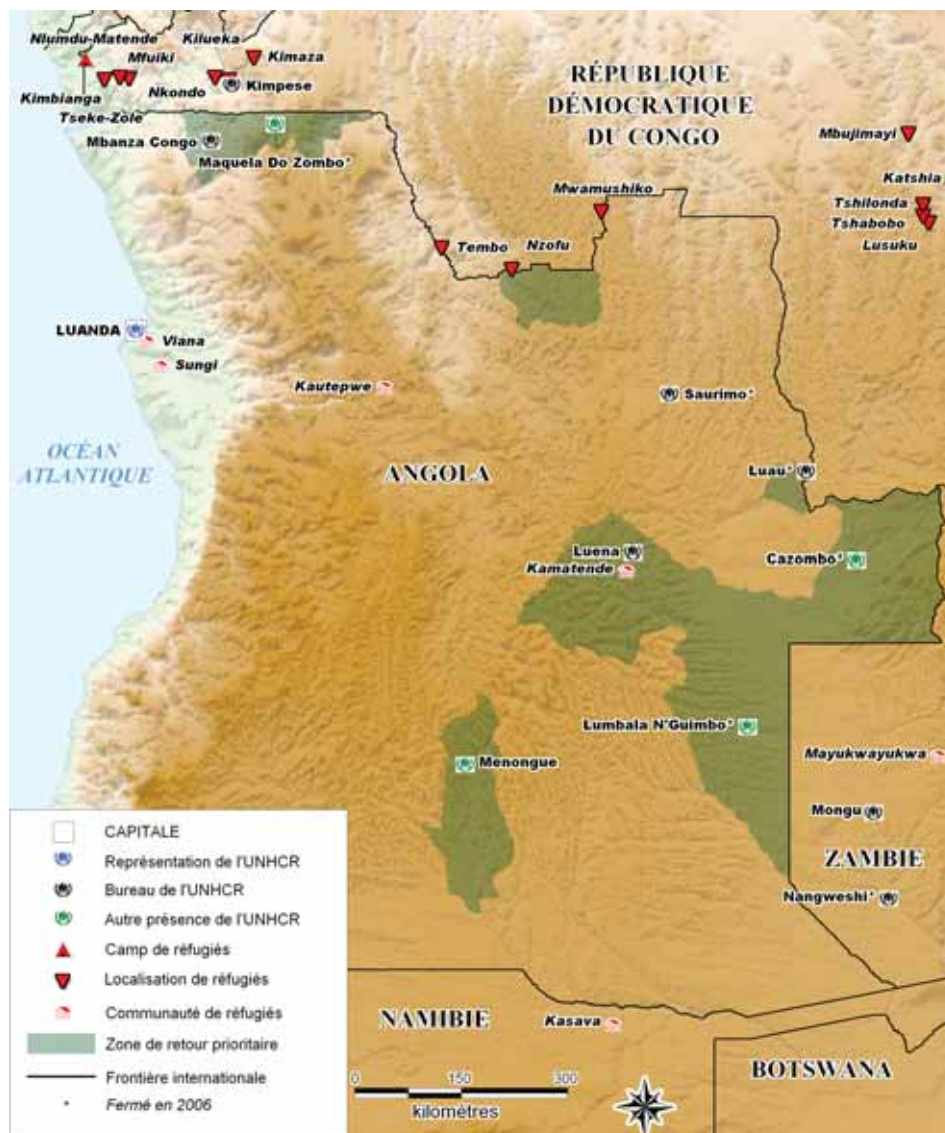 Nlumdu-Matende
Kilueka
Mfuiki
Kimaza
Kimbianga
Nkondo
Kimpese
Tseke-Zole
RÉPUBLIQUE
DÉMOCRATIQUE
DU CONGO
Mbanza Congo
Maquela Do Zombo*
Mbujimayi
Katshia
Mwamushiko
Tshilonda
Tshabobo
Lusuku
Tembo
Nzofu
LUANDA
Viana
Sungi
Kautepwe
Saurimo*
OCÉAN
ATLANTIQUE
ANGOLA
Luau*
Luena
Kamatende
Cazombo*
Lumbala N'Guimbo*
Menongue
Mayukwayukwa
Mongu
ZAMBIE
Nangweshi*
CAPITALE
Représentation de l'UNHCR
Bureau de l'UNHCR
Autre présence de l'UNHCR
Camp de réfugiés
Localisation de réfugiés
Communauté de réfugiés
Zone de retour prioritaire
Frontière internationale
* Fermé en 2006
NAMIBIE
Kasava
BOTSWANA
0 150 300
kilomètres